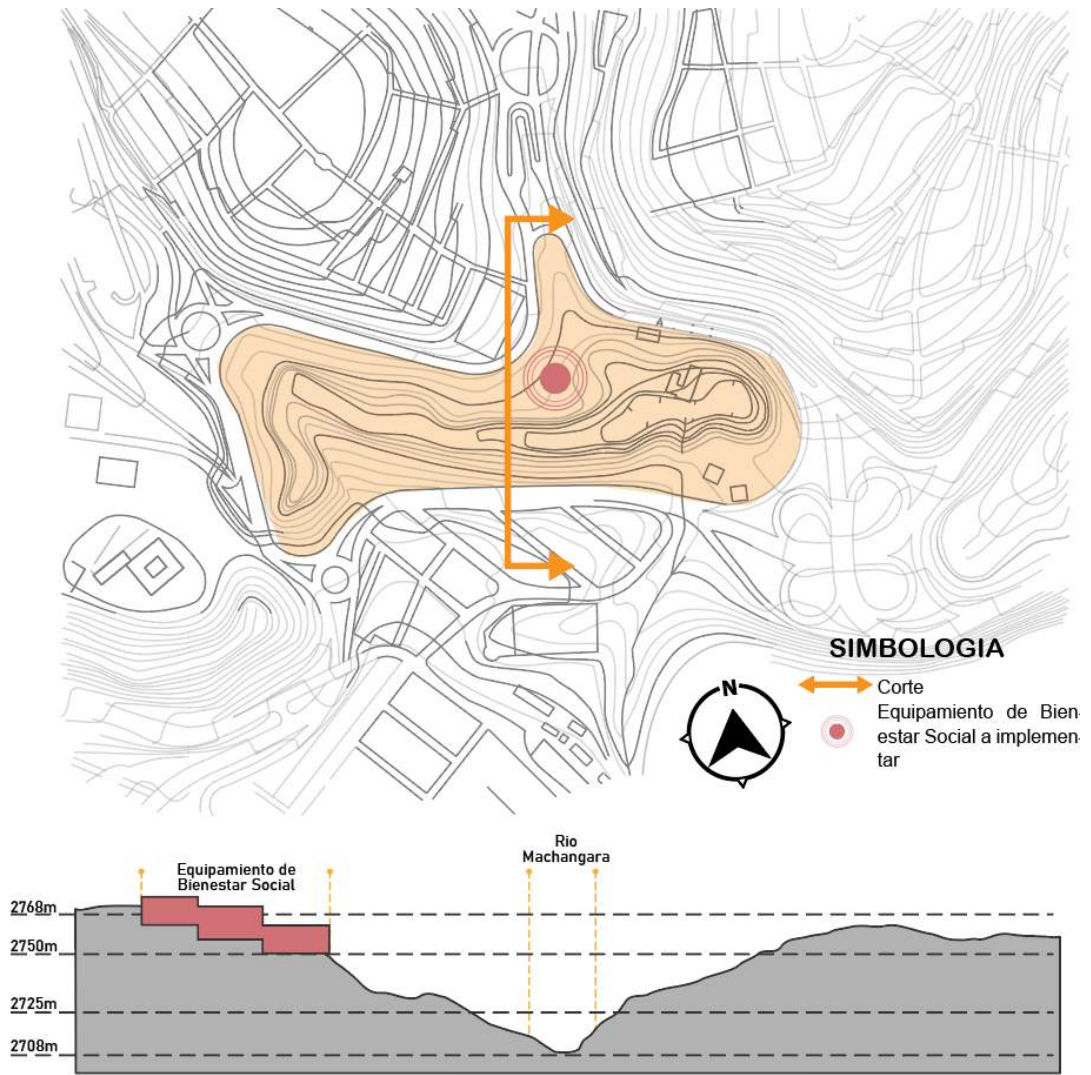 SIMBOLOGIA
N
Corte
Equipamiento de Bien-
estar Social a implemen-
tar
Rio
Machangara
Equipamiento de
Bienestar Social
2768m
2750m
2725m
2708m